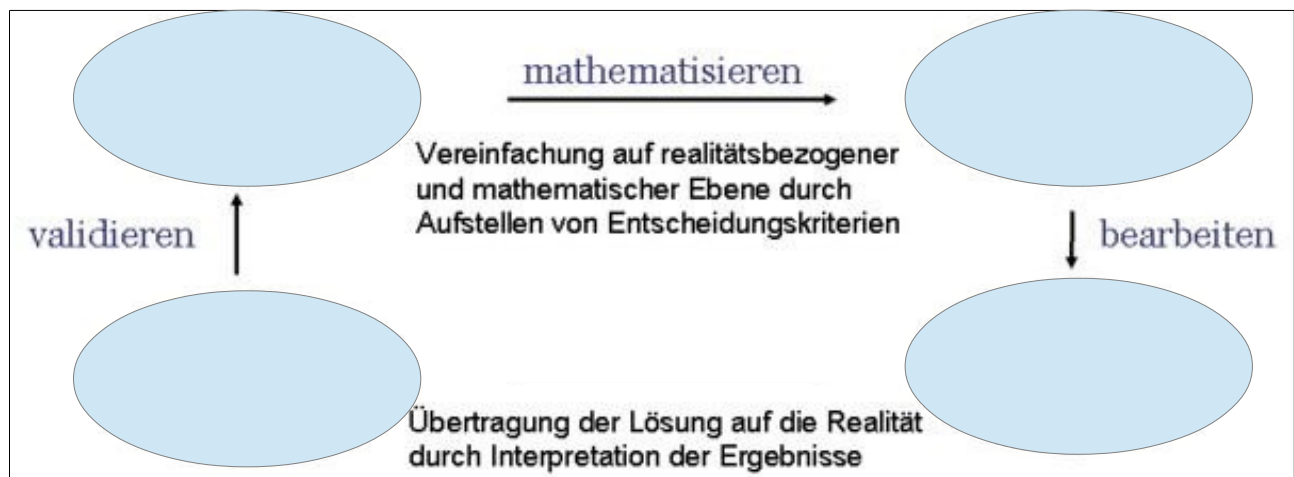 mathematisieren
Vereinfachung auf realitätsbezogener
und mathematischer Ebene durch
Aufstellen von Entscheidungskriterien
validieren
bearbeiten
Übertragung der Lösung auf die Realität
durch Interpretation der Ergebnisse